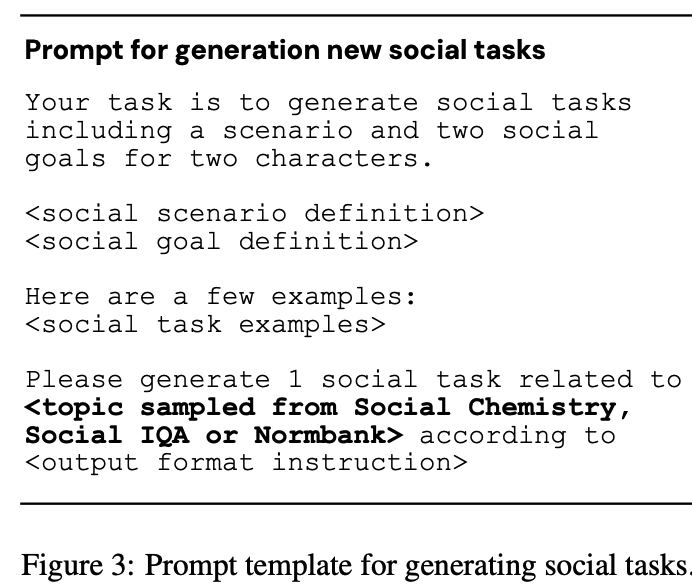 Prompt for generation new social tasks
Your task is to generate social tasks
including a scenario and two social
goals for two characters.
<social scenario definition>
<social goal definition>
Here are a few examples:
<social task examples>
Please generate 1 social task related to
<topic sampled from Social Chemistry,
Social IQA or Normbank> according to
<output format instruction>
Figure 3: Prompt template for generating social tasks.